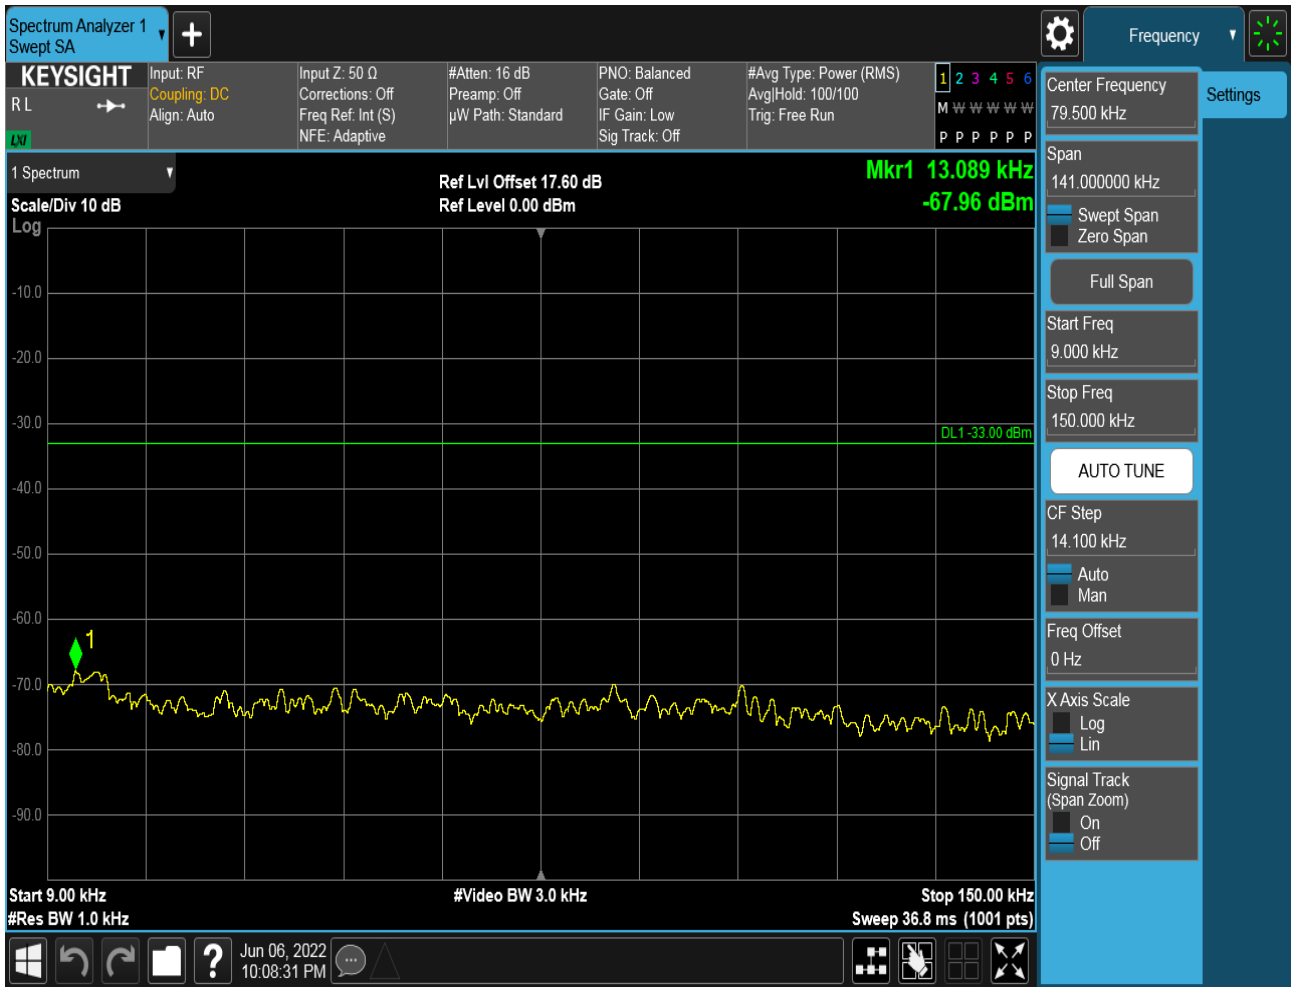 Spectrum Analyzer 1
Swept SA
Frequency
KEYSIGHT
R L
LXI
Input: RF
Coupling: DC
Align: Auto
Input Z: 50 Ω
Corrections: Off
Freq Ref: Int (S)
NFE: Adaptive
#Atten: 16 dB
Preamp: Off
µW Path: Standard
PNO: Balanced
Gate: Off
IF Gain: Low
Sig Track: Off
#Avg Type: Power (RMS)
Avg|Hold: 100/100
Trig: Free Run
1 2 3 4 5 6
M W W W W W
P P P P P P
1 Spectrum
Scale/Div 10 dB
Log
Ref Lvl Offset 17.60 dB
Ref Level 0.00 dBm
Mkr1 13.089 kHz
-67.96 dBm
-10.0
-20.0
-30.0
DL1 -33.00 dBm
-40.0
-50.0
-60.0
1
-70.0
-80.0
-90.0
Start 9.00 kHz
#Video BW 3.0 kHz
Stop 150.00 kHz
#Res BW 1.0 kHz
Sweep 36.8 ms (1001 pts)
?
Jun 06, 2022
10:08:31 PM
Center Frequency
79.500 kHz
Settings
Span
141.000000 kHz
Swept Span
Zero Span
Full Span
Start Freq
9.000 kHz
Stop Freq
150.000 kHz
AUTO TUNE
CF Step
14.100 kHz
Auto
Man
Freq Offset
0 Hz
X Axis Scale
Log
Lin
Signal Track
(Span Zoom)
On
Off